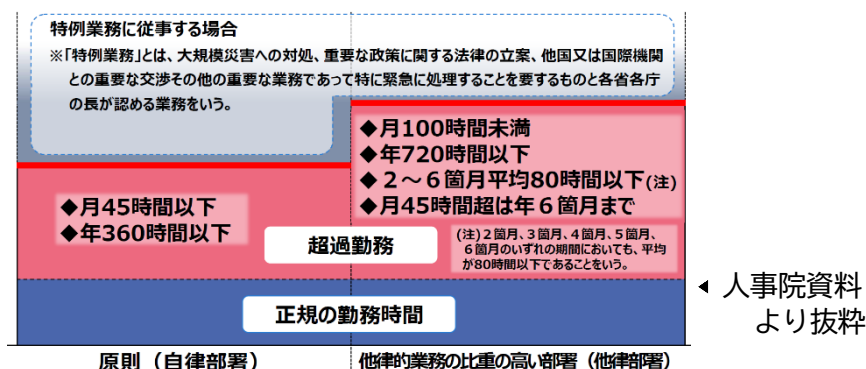 特例業務に従事する場合
※「特例業務」とは、大規模災害への対処、重要な政策に関する法律の立案、他国又は国際機関
との重要な交渉その他の重要な業務であって特に緊急に処理することを要するものと各省各庁
の長が認める業務をいう。
◆月100時間未満
◆年720時間以下
◆２～６箇月平均80時間以下(注)
◆月45時間超は年６箇月まで
◆月45時間以下
◆年360時間以下
(注)２箇月、３箇月、４箇月、５箇月、
６箇月のいずれの期間においても、平均
が80時間以下であることをいう。
超過勤務
正規の勤務時間
原則（自律部署）
他律的業務の比重の高い部署（他律部署）
◀ 人事院資料
より抜粋